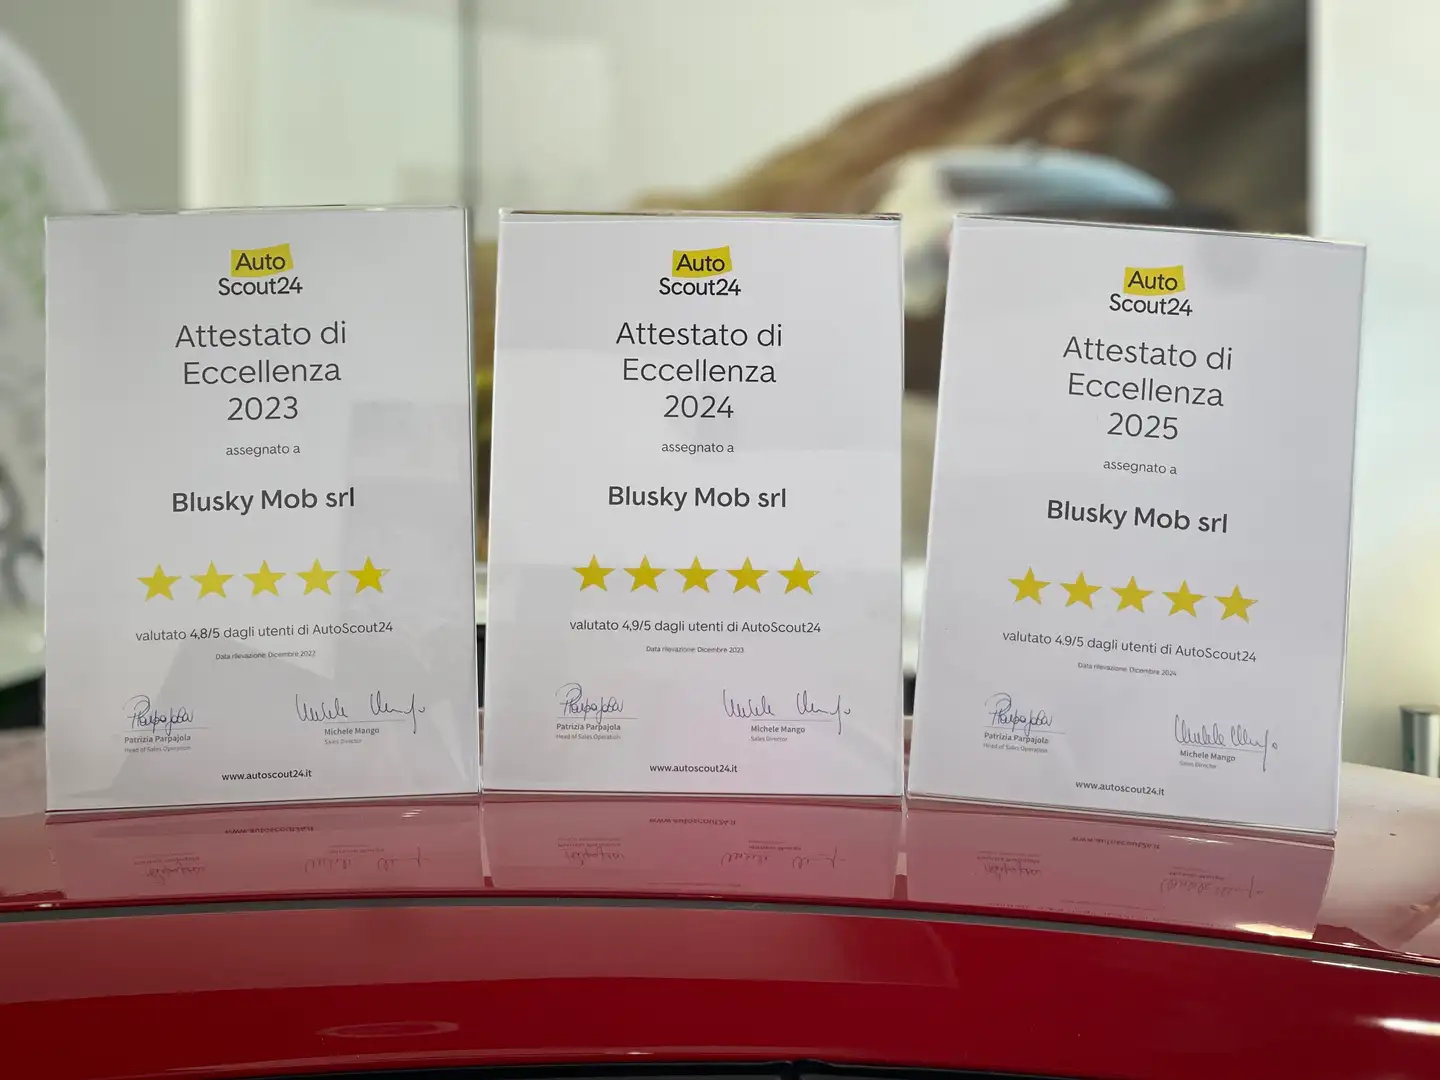 Auto
Scout24
Attestato di
Eccellenza
2023
assegnato a
Blusky Mob srl
valutato 4,8/5 dagli utenti di AutoScout24
Data rilevazione: Dicembre 2022
Patrizia Parpajola
Head of Sales Operation
Michele Mango
Sales Director
www.autoscout24.it
Auto
Scout24
Attestato di
Eccellenza
2024
assegnato a
Blusky Mob srl
valutato 4,9/5 dagli utenti di AutoScout24
Data rilevazione: Dicembre 2023
Patrizia Parpajola
Head of Sales Operation
Michele Mango
Sales Director
www.autoscout24.it
Auto
Scout24
Attestato di
Eccellenza
2025
assegnato a
Blusky Mob srl
valutato 4.9/5 dagli utenti di AutoScout24
Data rilevazione: Dicembre 2024
Patrizia Parpajola
Head of Sales Operation
Michele Mango
Sales Director
www.autoscout24.it